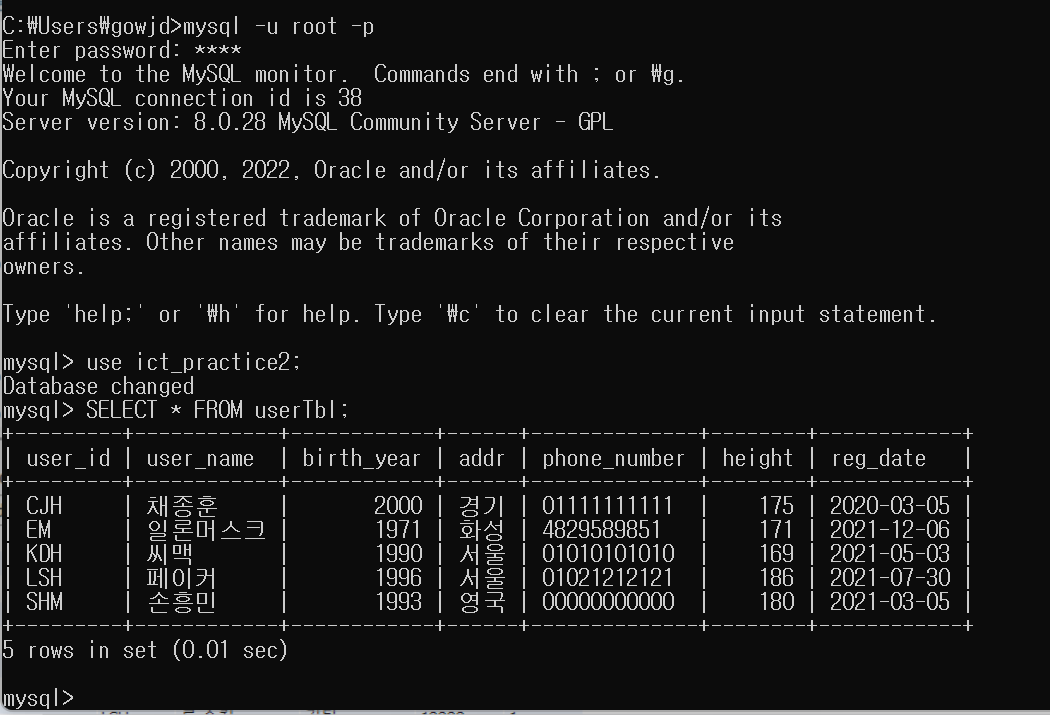 C:₩Users₩gowjd>mysql -u root -p
Enter password: ****
Welcome to the MySQL monitor.  Commands end with ; or ₩g.
Your MySQL connection id is 38
Server version: 8.0.28 MySQL Community Server - GPL
Copyright (c) 2000, 2022, Oracle and/or its affiliates.
Oracle is a registered trademark of Oracle Corporation and/or its
affiliates. Other names may be trademarks of their respective
owners.
Type 'help;' or '₩h' for help. Type '₩c' to clear the current input statement.
mysql> use ict_practice2;
Database changed
mysql> SELECT * FROM userTbl;
+---------+-----------+------------+------+--------------+--------+------------+
| user_id | user_name | birth_year | addr | phone_number | height | reg_date   |
+---------+-----------+------------+------+--------------+--------+------------+
| CJH | 채종훈 | 2000 | 경기 | 01111111111 | 175 | 2020-03-05 |
| EM | 일론머스크 | 1971 | 화성 | 4829589851 | 171 | 2021-12-06 |
| KDH | 씨맥 | 1990 | 서울 | 01010101010 | 169 | 2021-05-03 |
| LSH | 페이커 | 1996 | 서울 | 01021212121 | 186 | 2021-07-30 |
| SHM | 손흥민 | 1993 | 영국 | 00000000000 | 180 | 2021-03-05 |
+---------+-----------+------------+------+--------------+--------+------------+
5 rows in set (0.01 sec)
mysql>